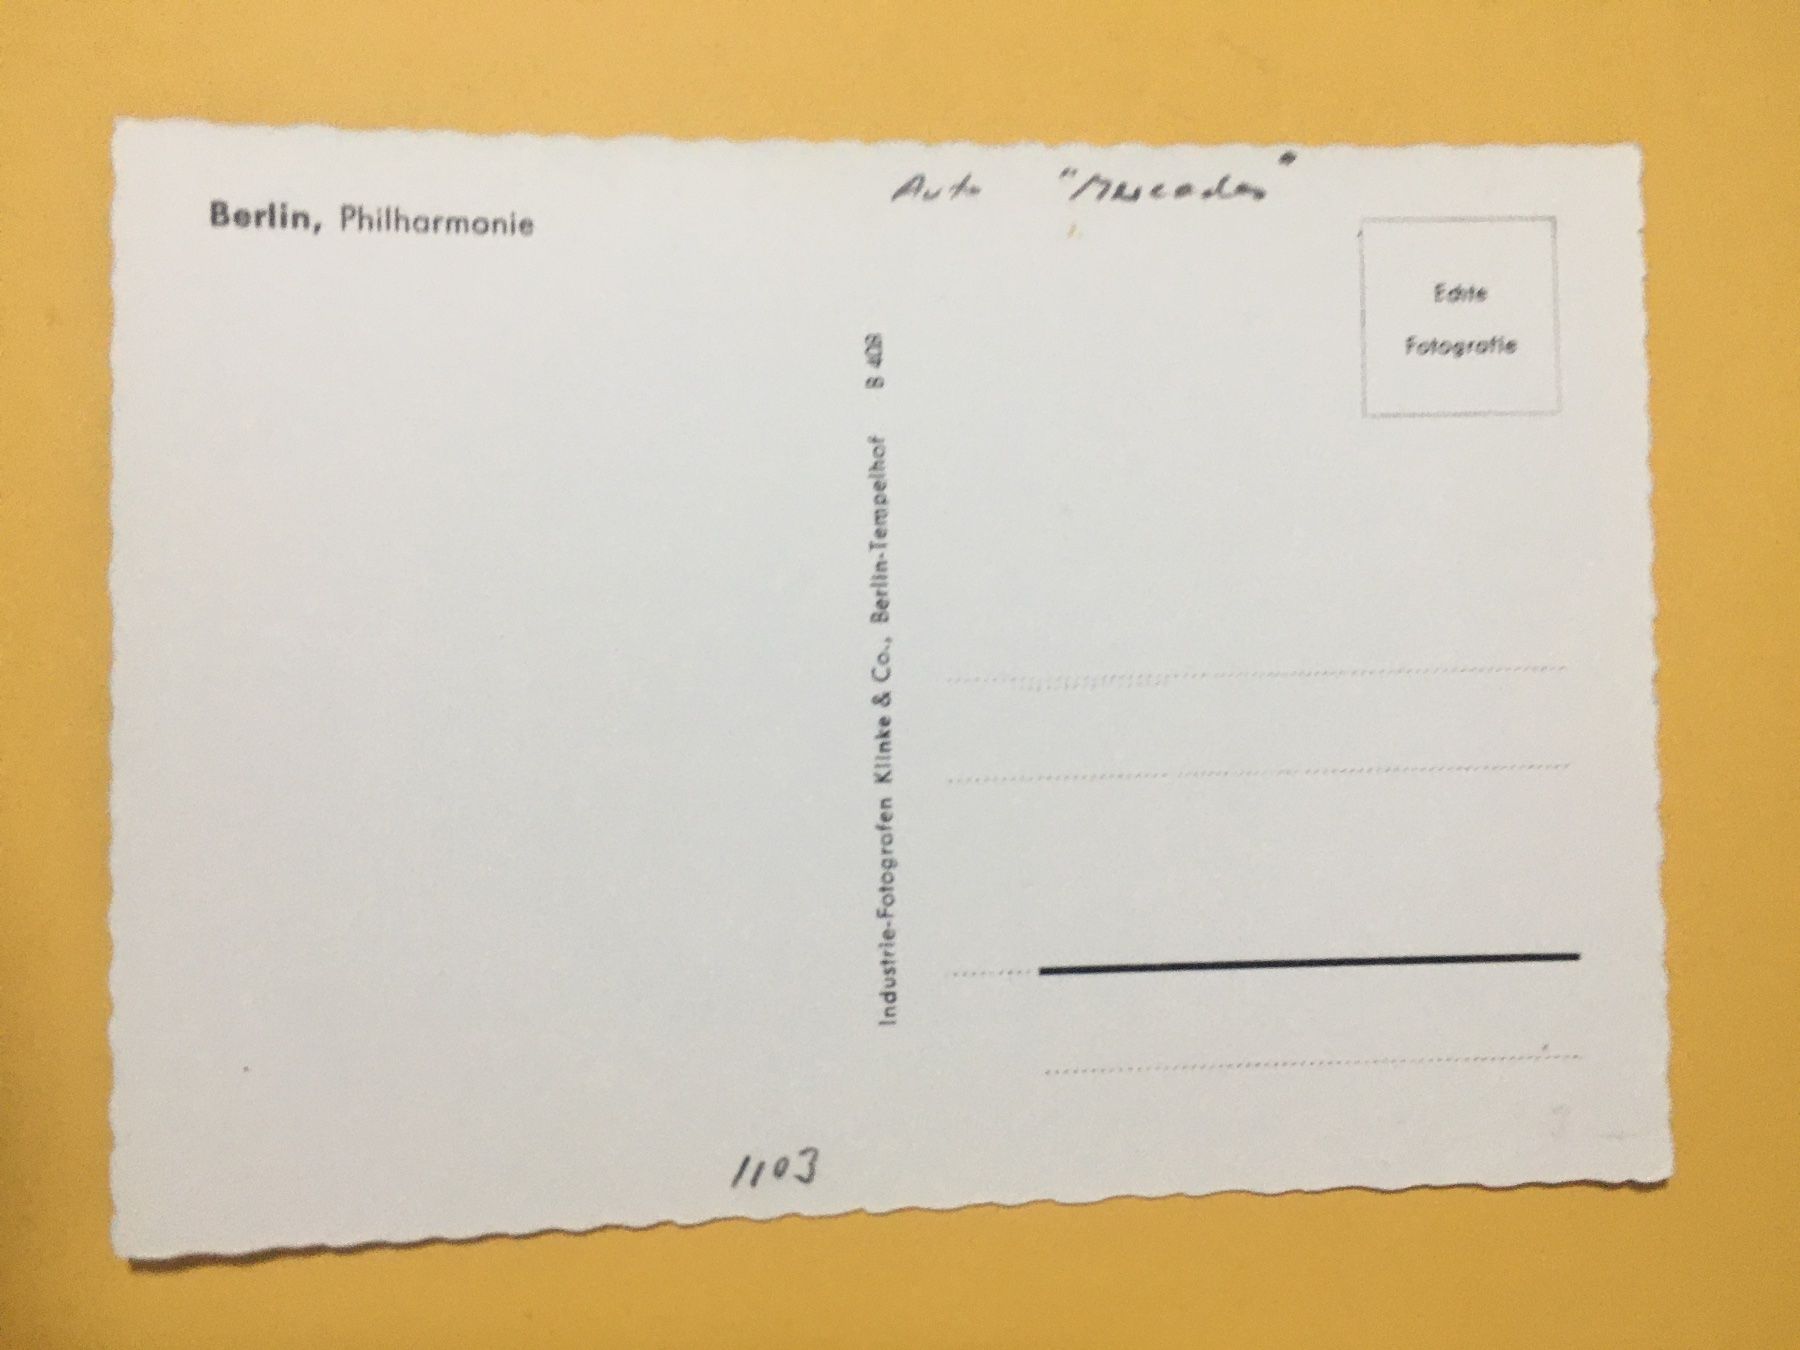 Berlin, Philharmonie
Auto "Mercedes"
Echte
Fotografie
Industrie-Fotografen Klinke & Co., Berlin-Tempelhof B 408
1103